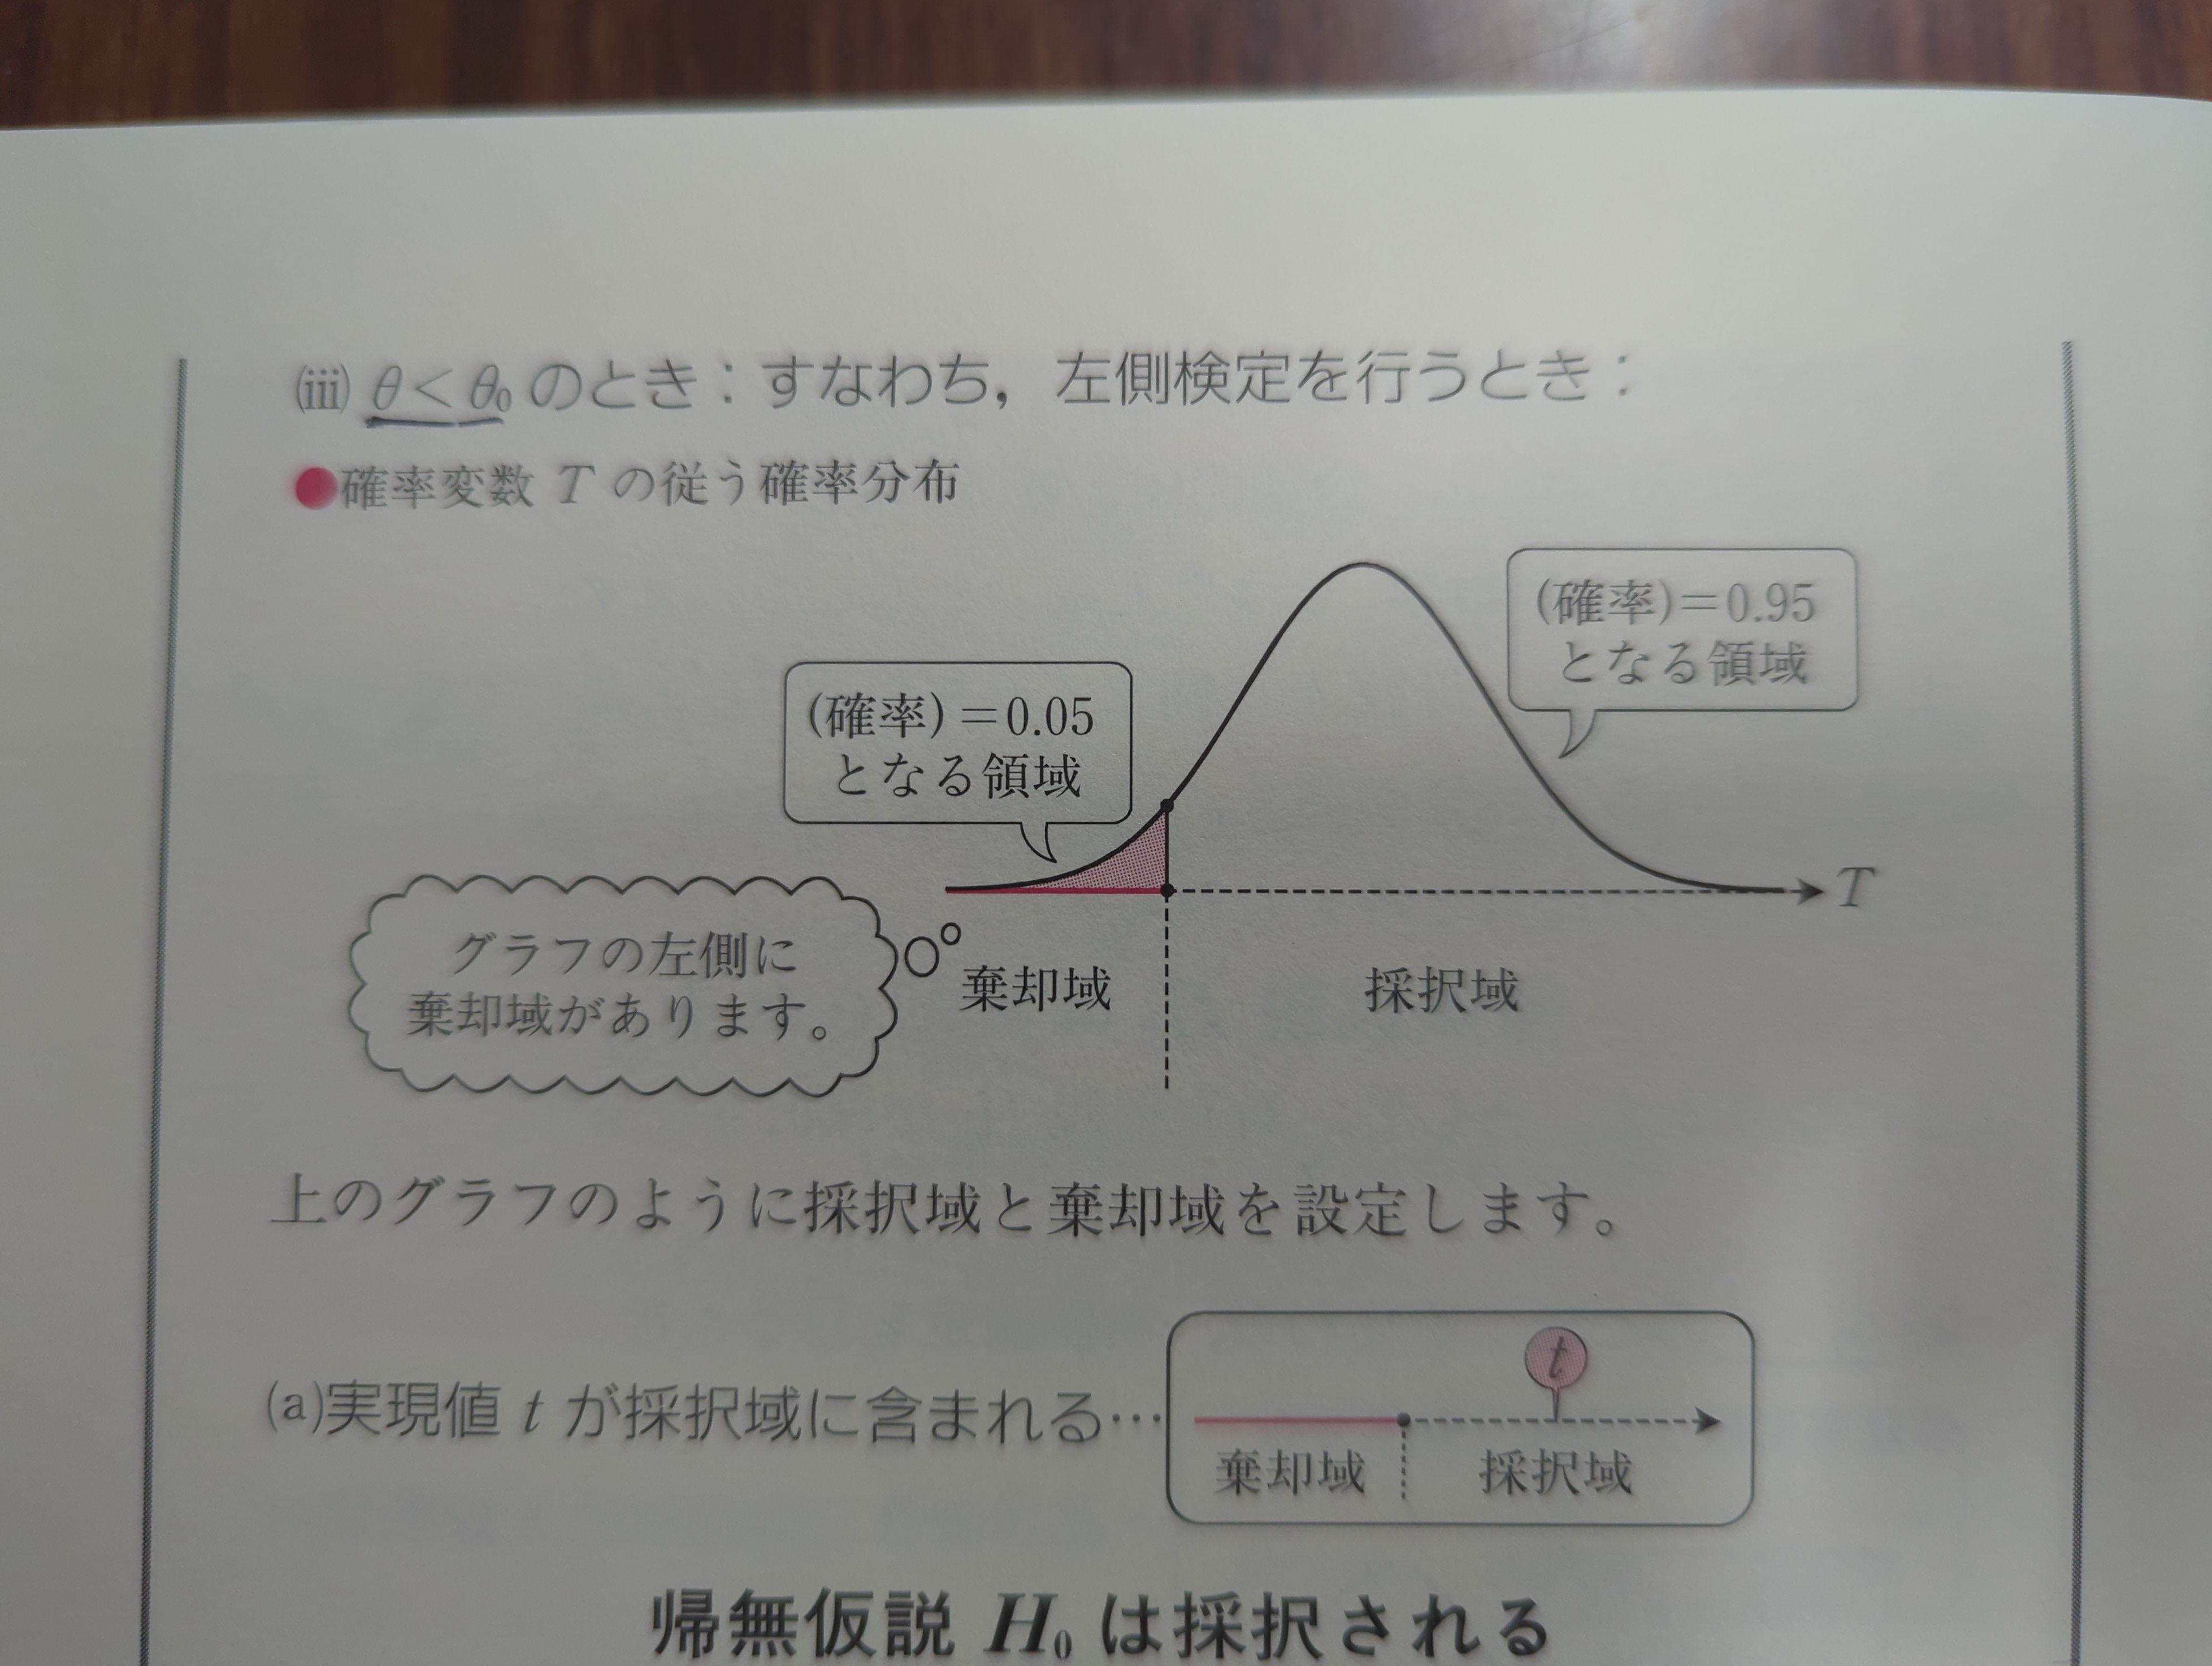 (iii) θ＜θ₀のとき：すなわち，左側検定を行うとき：
●確率変数 T の従う確率分布
(確率)＝0.95
となる領域
(確率)＝0.05
となる領域
T
グラフの左側に
棄却域があります。
棄却域
採択域
上のグラフのように採択域と棄却域を設定します。
(a)実現値 t が採択域に含まれる…
t
棄却域
採択域
帰無仮説 H₀ は採択される